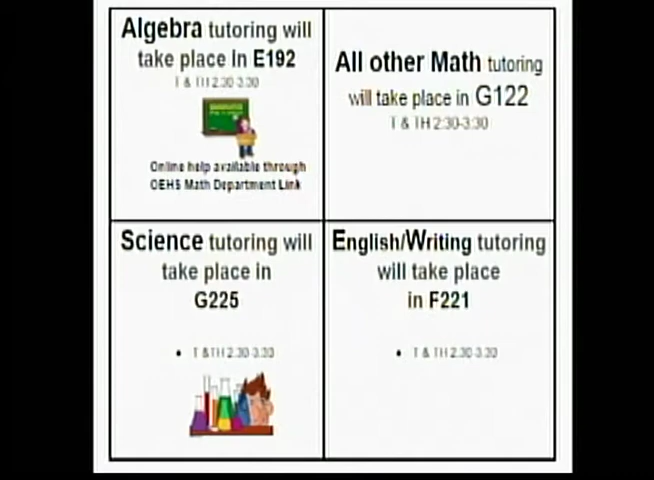 Algebra tutoring will
take place in E192
T & TH 2:30-3:30
Online help available through
OEHS Math Department Link
All other Math tutoring
will take place in G122
T & TH 2:30-3:30
Science tutoring will
take place in
G225
• T & TH 2:30-3:30
English/Writing tutoring
will take place
in F221
• T & TH 2:30-3:30